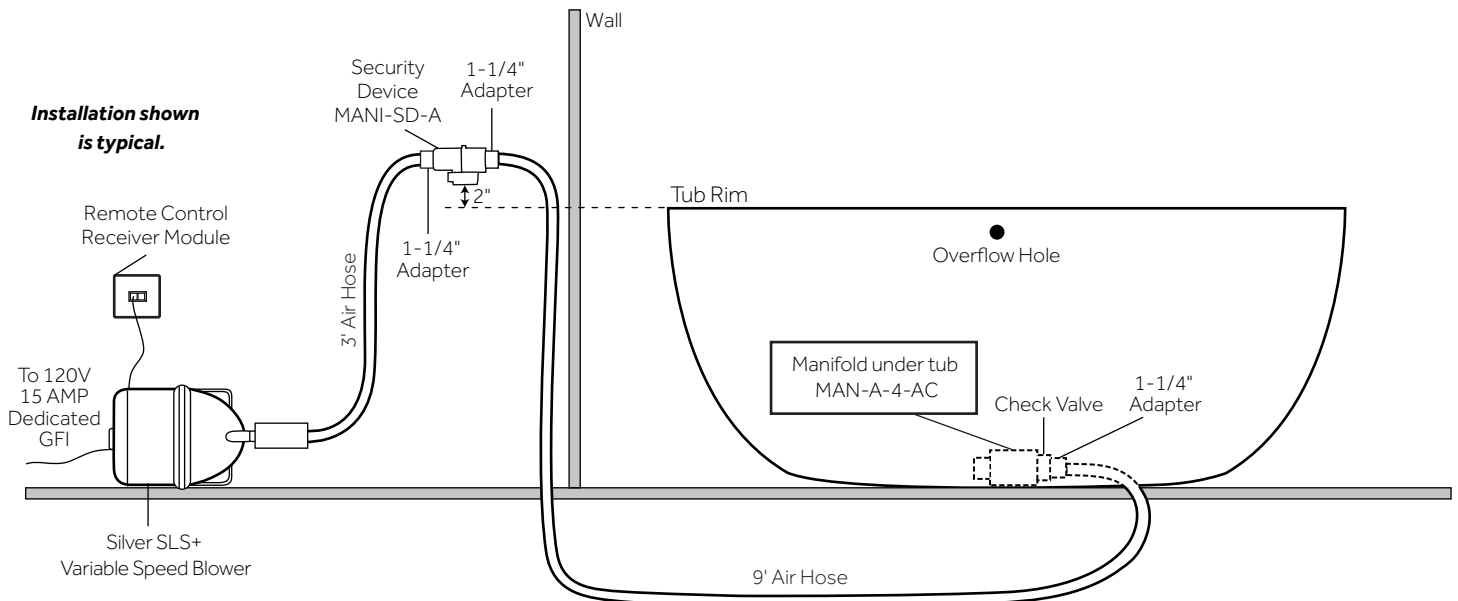 Wall
Security
Device
MANI-SD-A
1-1/4"
Adapter
Installation shown
is typical.
2"
Tub Rim
Remote Control
Receiver Module
1-1/4"
Adapter
Overflow Hole
3' Air Hose
To 120V
15 AMP
Dedicated
GFI
Manifold under tub
MAN-A-4-AC
Check Valve
1-1/4"
Adapter
Silver SLS+
Variable Speed Blower
9' Air Hose